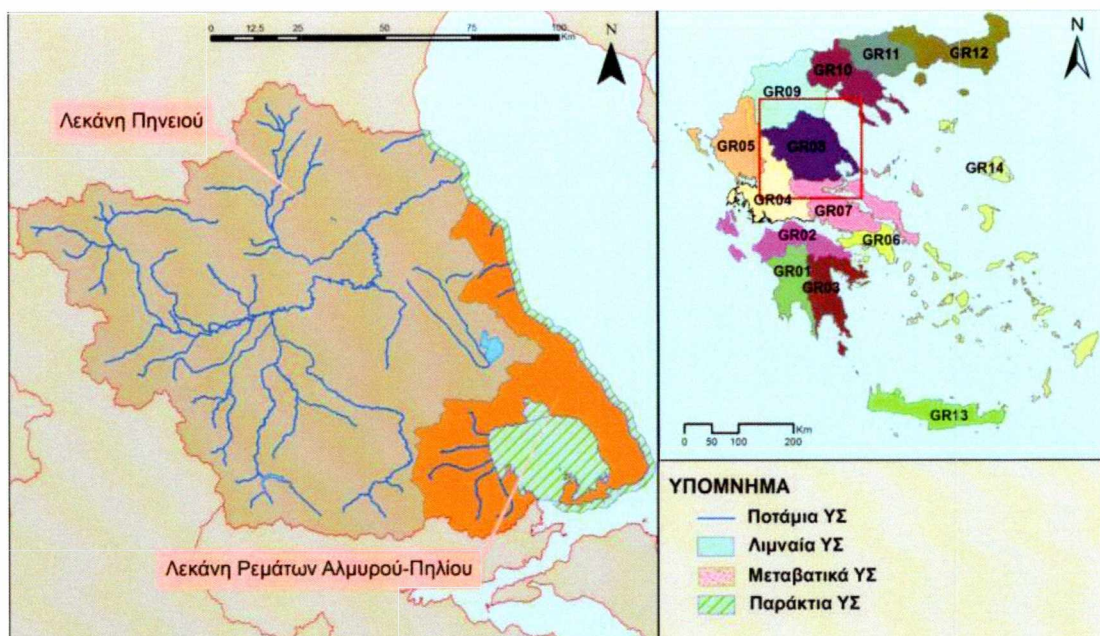 0 12.5 25 50 75 100
Km
N
Λεκάνη Πηνειού
Λεκάνη Ρεμάτων Αλμυρού-Πηλίου
N
GR12
GR11
GR10
GR09
GR05
GR08
GR14
GR04
GR07
GR02
GR06
GR01
GR03
GR13
Km
0 50 100 200
ΥΠΟΜΝΗΜΑ
Ποτάμια ΥΣ
Λιμναία ΥΣ
Μεταβατικά ΥΣ
Παράκτια ΥΣ